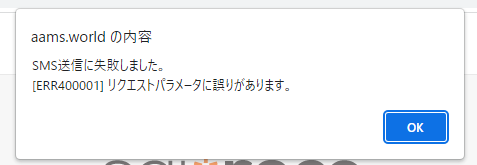 aams.world の内容
SMS送信に失敗しました。
[ERR400001] リクエストパラメータに誤りがあります。
OK